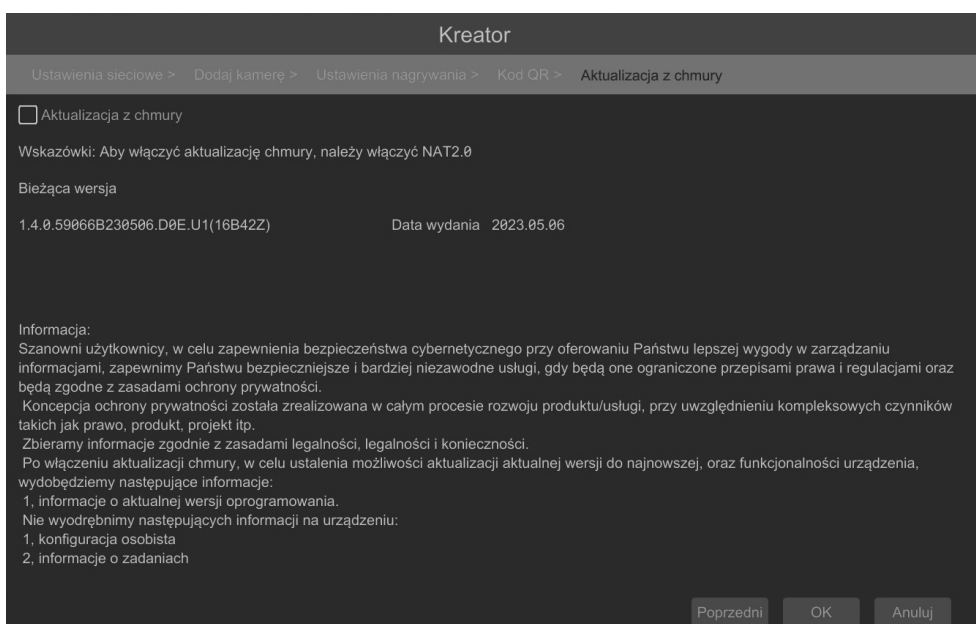 Kreator
Ustawienia sieciowe > Dodaj kamerę > Ustawienia nagrywania > Kod QR > Aktualizacja z chmury
Aktualizacja z chmury
Wskazówki: Aby włączyć aktualizację chmury, należy włączyć NAT2.0
Bieżąca wersja
1.4.0.59066B230506.D0E.U1(16B42Z) Data wydania 2023.05.06
Informacja:
Szanowni użytkownicy, w celu zapewnienia bezpieczeństwa cybernetycznego przy oferowaniu Państwu lepszej wygody w zarządzaniu
informacjami, zapewnimy Państwu bezpieczniejsze i bardziej niezawodne usługi, gdy będą one ograniczone przepisami prawa i regulacjami oraz
będą zgodne z zasadami ochrony prywatności.
Koncepcja ochrony prywatności została zrealizowana w całym procesie rozwoju produktu/usługi, przy uwzględnieniu kompleksowych czynników
takich jak prawo, produkt, projekt itp.
Zbieramy informacje zgodnie z zasadami legalności, legalności i konieczności.
Po włączeniu aktualizacji chmury, w celu ustalenia możliwości aktualizacji aktualnej wersji do najnowszej, oraz funkcjonalności urządzenia,
wydobędziemy następujące informacje:
1, informacje o aktualnej wersji oprogramowania.
Nie wyodrębnimy następujących informacji na urządzeniu:
1, konfiguracja osobista
2, informacje o zadaniach
Poprzedni OK Anuluj